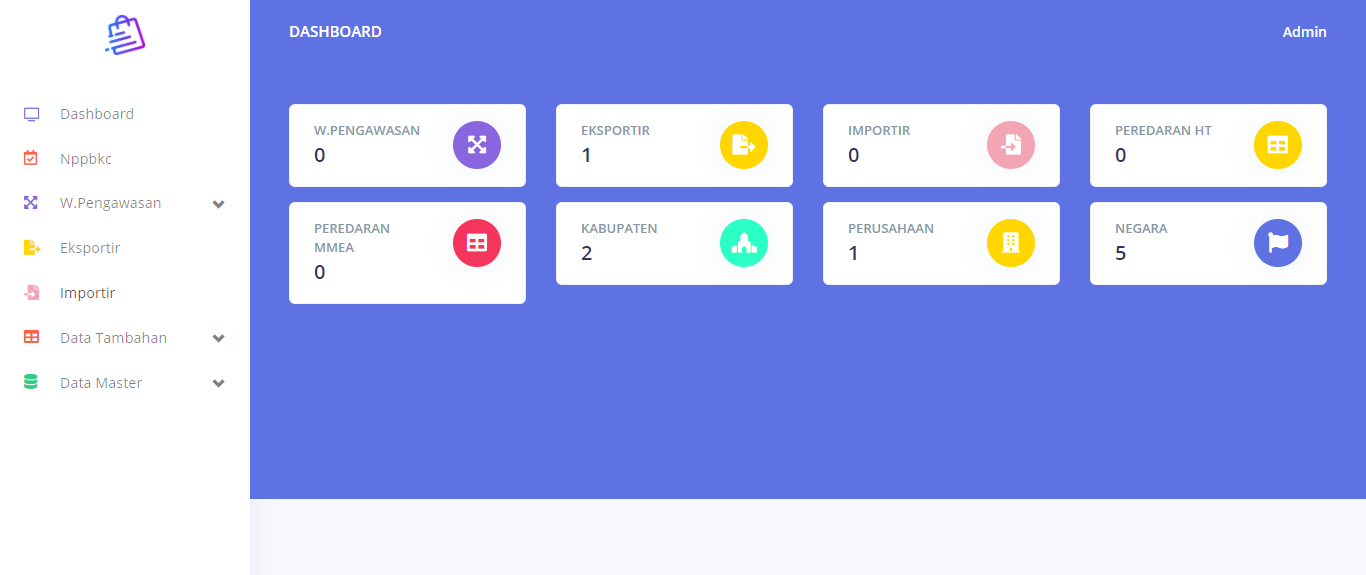 DASHBOARD
Admin
Dashboard
Nppbkc
W.Pengawasan
Eksportir
Importir
Data Tambahan
Data Master
W.PENGAWASAN
0
EKSPORTIR
1
IMPORTIR
0
PEREDARAN HT
0
PEREDARAN
MMEA
0
KABUPATEN
2
PERUSAHAAN
1
NEGARA
5